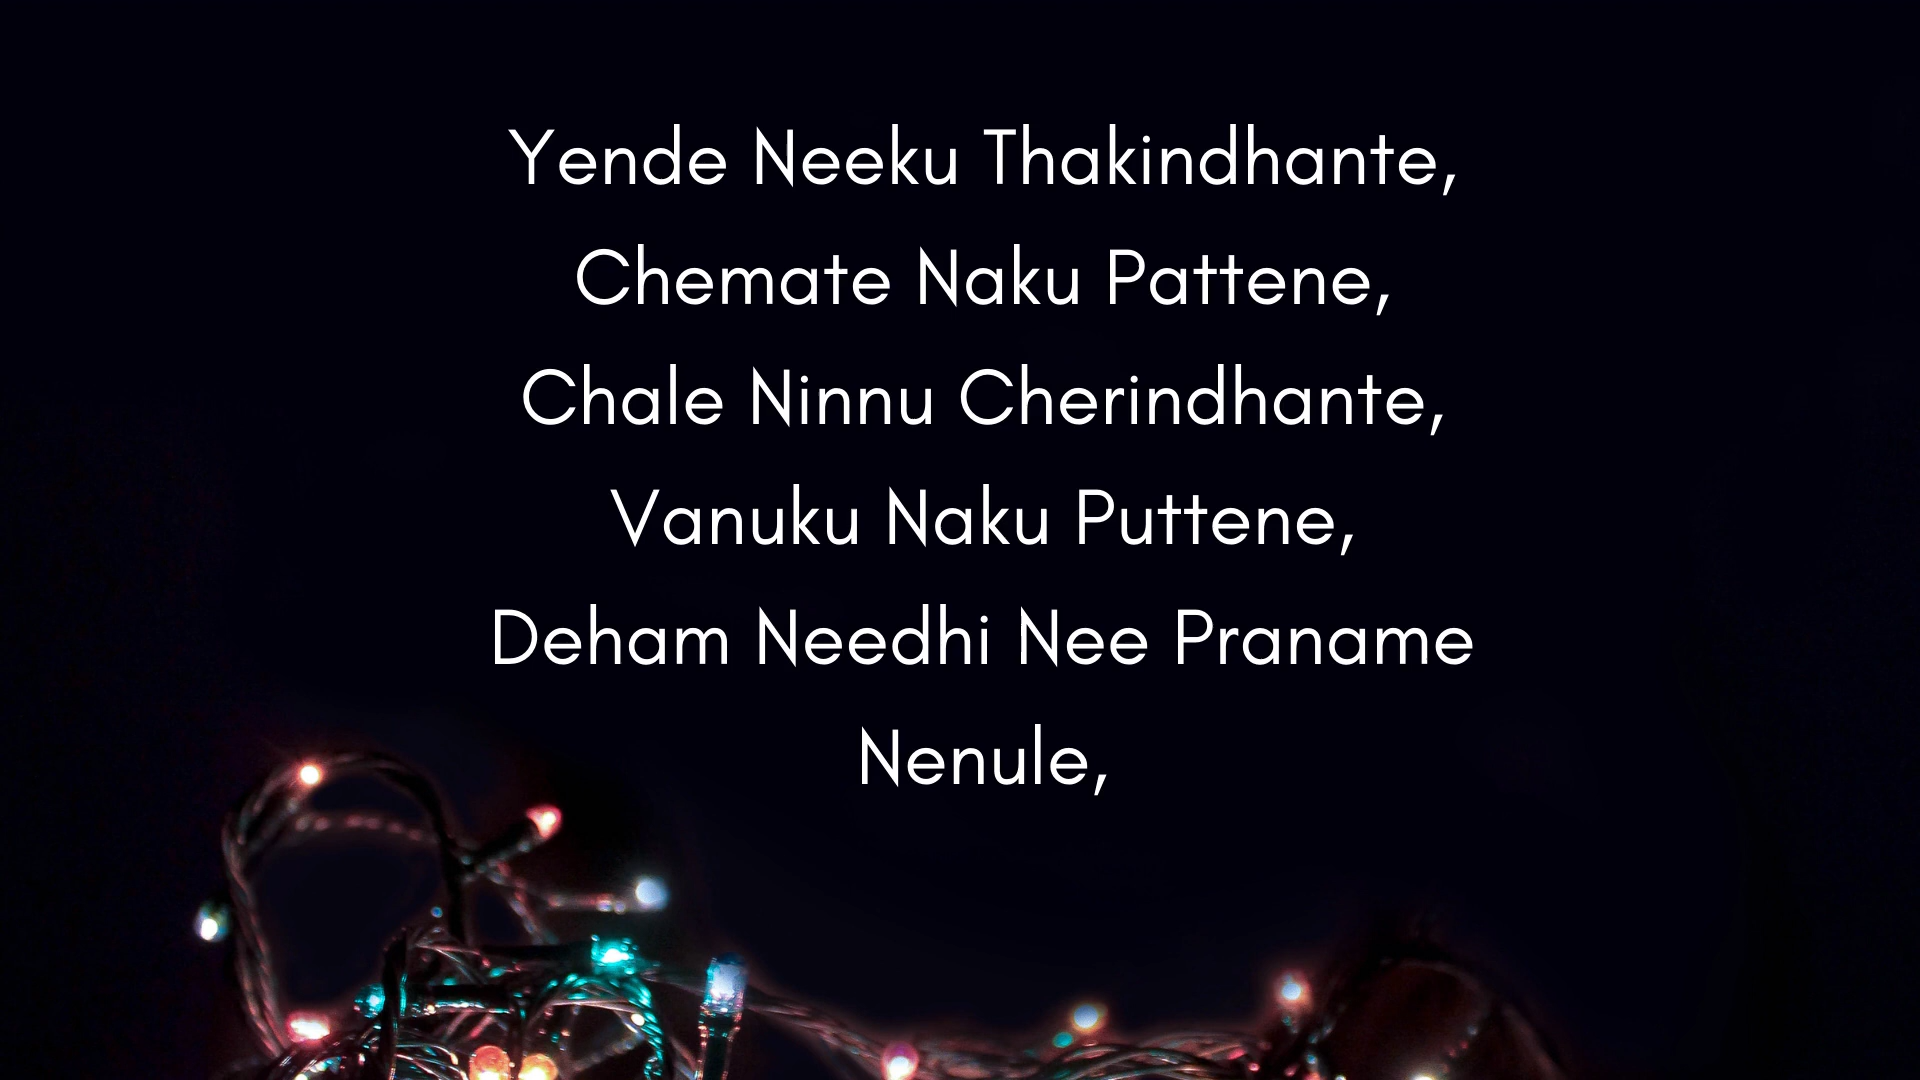 Yende Neeku Thakindhante,
Chemate Naku Pattene,
Chale Ninnu Cherindhante,
Vanuku Naku Puttene,
Deham Needhi Nee Praname
Nenule,